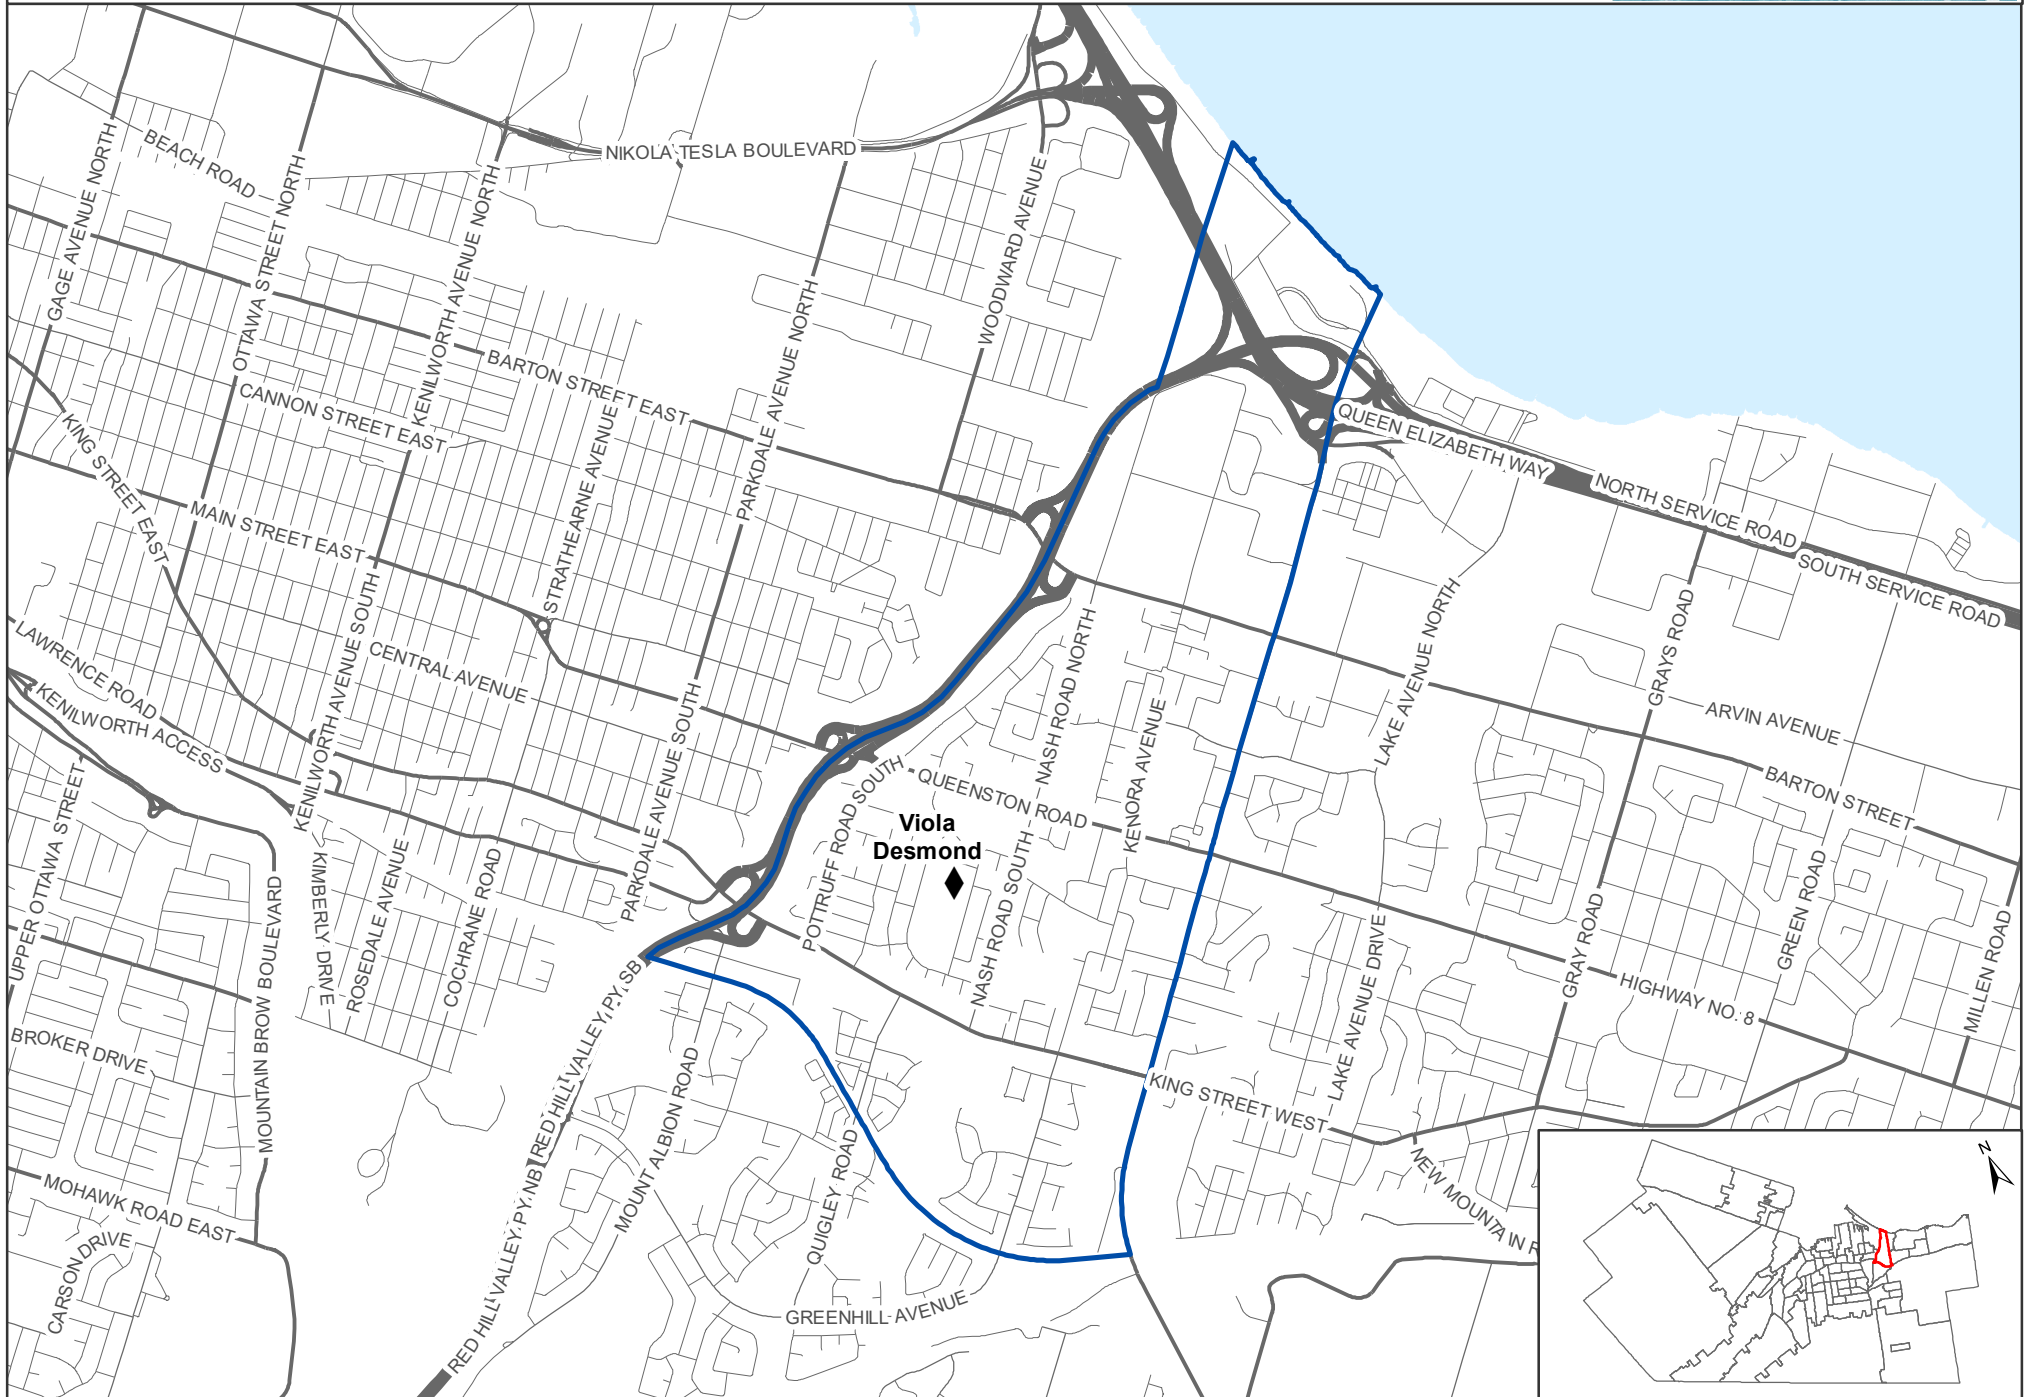 BEACH ROAD
NIKOLA TESLA BOULEVARD
GAGE AVENUE NORTH
OTTAWA STREET NORTH
KENILWORTH AVENUE NORTH
WOODWARD AVENUE
PARKDALE AVENUE NORTH
BARTON STREET EAST
CANNON STREET EAST
KING STREET EAST
STRATHEARNE AVENUE
MAIN STREET EAST
QUEEN ELIZABETH WAY
NORTH SERVICE ROAD
SOUTH SERVICE ROAD
LAWRENCE ROAD
KENILWORTH ACCESS
KENILWORTH AVENUE SOUTH
CENTRAL AVENUE
PARKDALE AVENUE SOUTH
NASH ROAD NORTH
KENORA AVENUE
LAKE AVENUE NORTH
GRAYS ROAD
ARVIN AVENUE
BARTON STREET
POTTRUFF ROAD SOUTH
QUEENSTON ROAD
Viola
Desmond
NASH ROAD SOUTH
UPPER OTTAWA STREET
MOUNTAIN BROW BOULEVARD
KIMBERLY DRIVE
ROSEDALE AVENUE
COCHRANE ROAD
LAKE AVENUE DRIVE
GRAY ROAD
GREEN ROAD
HIGHWAY NO. 8
MILLEN ROAD
BROKER DRIVE
RED HILL VALLEY PY SB
RED HILL VALLEY PY NB
MOUNT ALBION ROAD
QUIGLEY ROAD
KING STREET WEST
NEW MOUNTAIN R
MOHAWK ROAD EAST
CARSON DRIVE
GREENHILL AVENUE
N